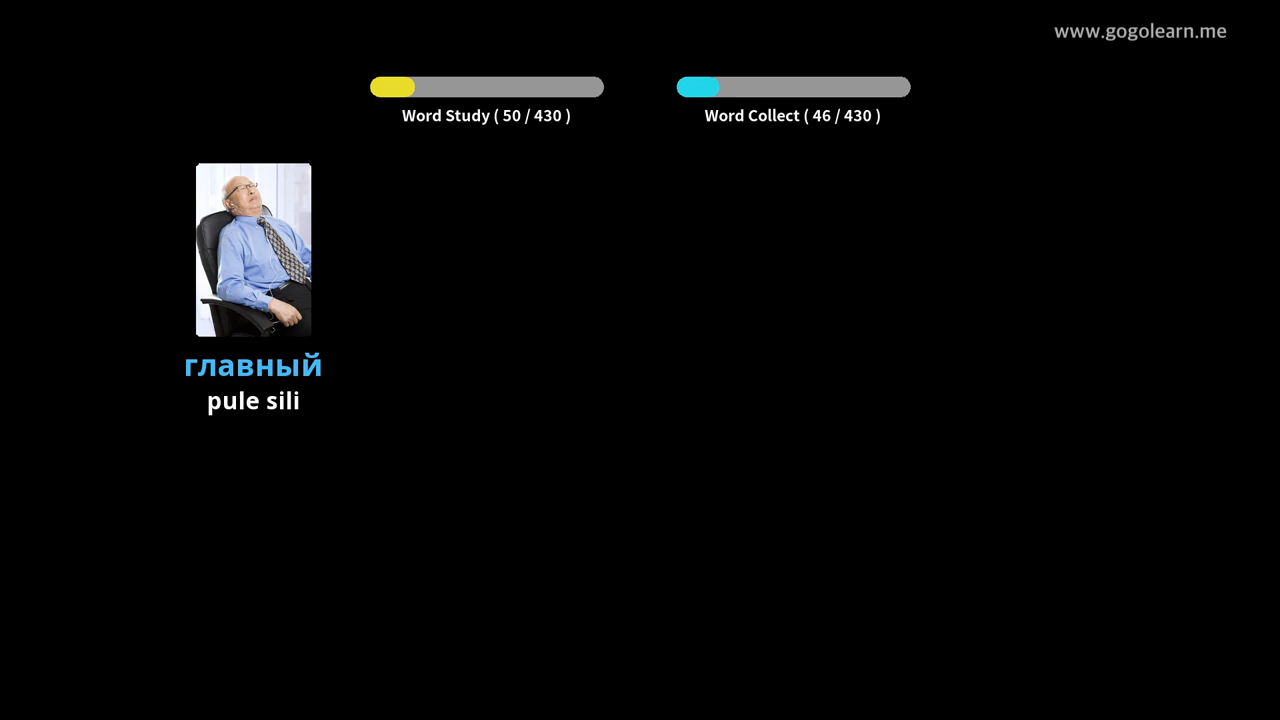 www.gogolearn.me
Word Study ( 50 / 430 )
Word Collect ( 46 / 430 )
главный
pule sili